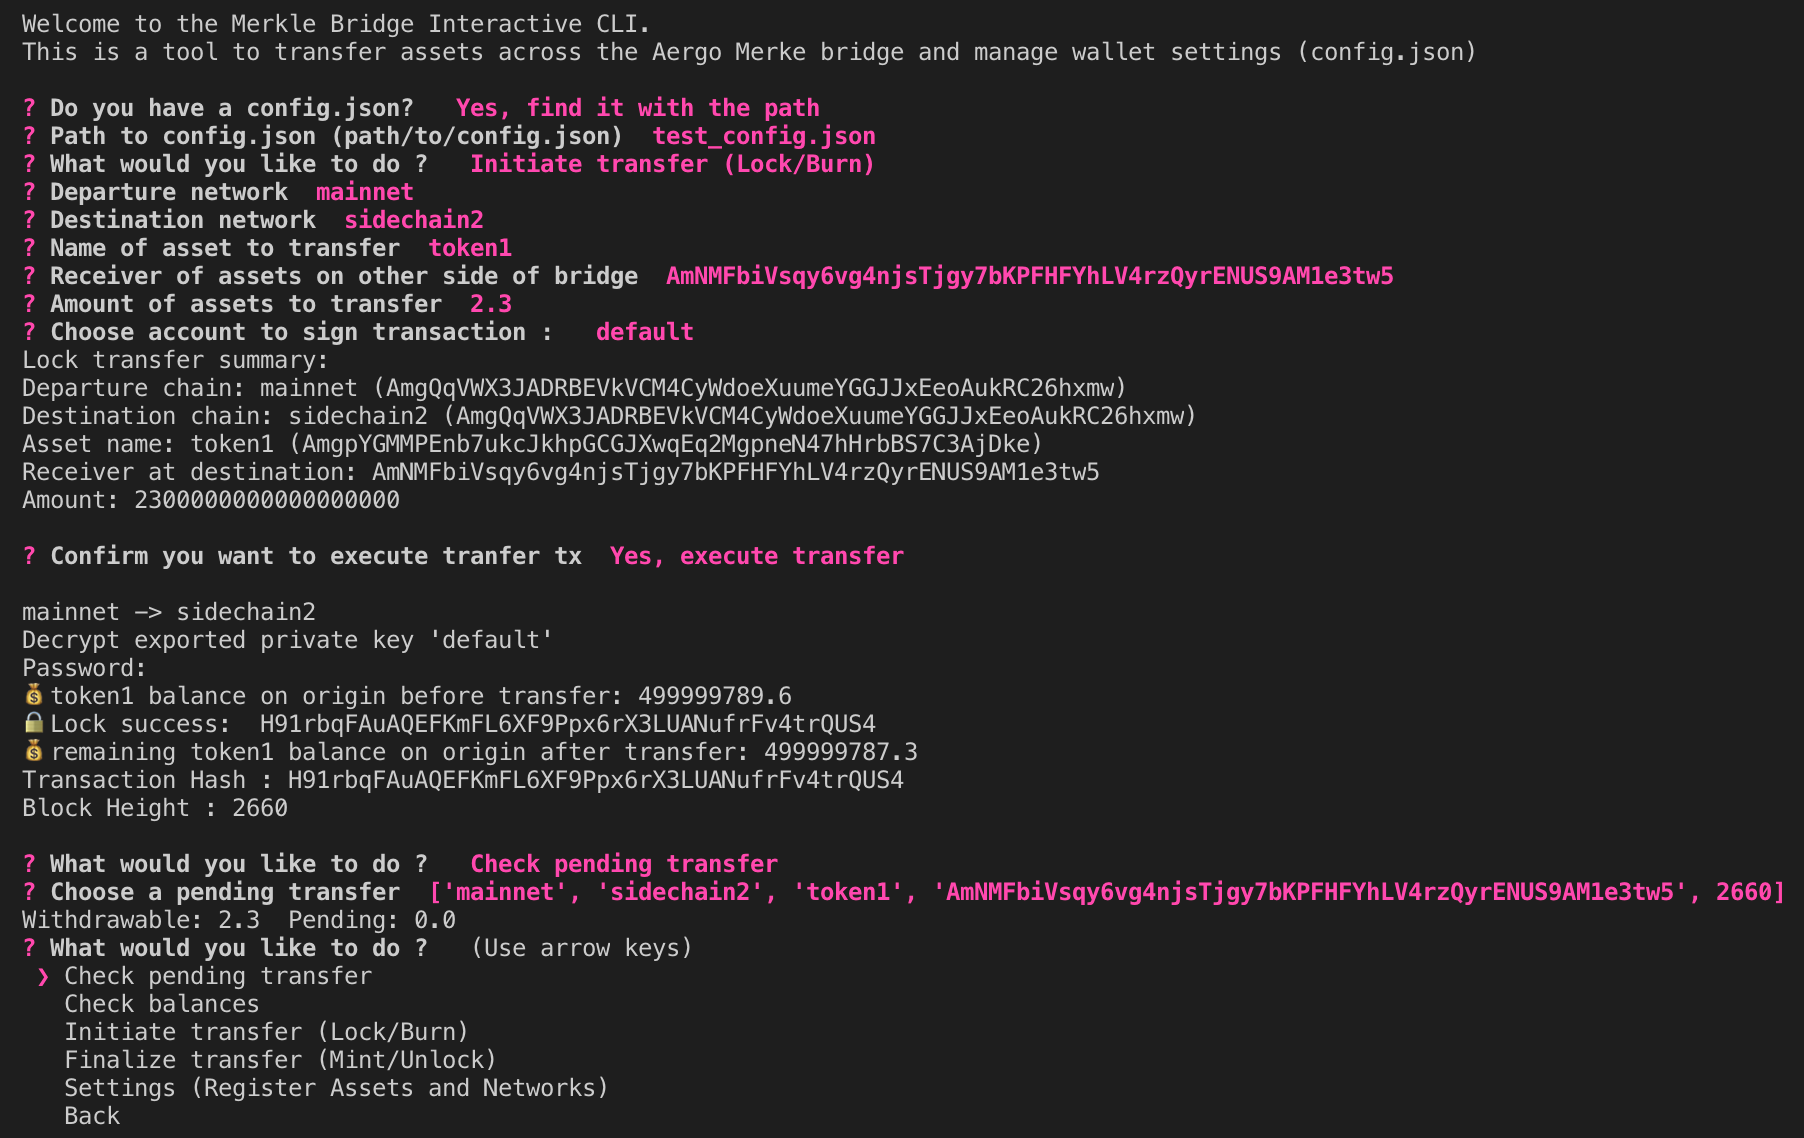 Welcome to the Merkle Bridge Interactive CLI.
This is a tool to transfer assets across the Aergo Merke bridge and manage wallet settings (config.json)
? Do you have a config.json?   Yes, find it with the path
? Path to config.json (path/to/config.json)  test_config.json
? What would you like to do ?   Initiate transfer (Lock/Burn)
? Departure network  mainnet
? Destination network  sidechain2
? Name of asset to transfer  token1
? Receiver of assets on other side of bridge  AmNMFbiVsqy6vg4njsTjgy7bKPFHFYhLV4rzQyrENUS9AM1e3tw5
? Amount of assets to transfer  2.3
? Choose account to sign transaction :   default
Lock transfer summary:
Departure chain: mainnet (AmgQqVWX3JADRBEVkVCM4CyWdoeXuumeYGGJJxEeoAukRC26hxmw)
Destination chain: sidechain2 (AmgQqVWX3JADRBEVkVCM4CyWdoeXuumeYGGJJxEeoAukRC26hxmw)
Asset name: token1 (AmgpYGMMPEnb7ukcJkhpGCGJXwqEq2MgpneN47hHrbBS7C3AjDke)
Receiver at destination: AmNMFbiVsqy6vg4njsTjgy7bKPFHFYhLV4rzQyrENUS9AM1e3tw5
Amount: 2300000000000000000
? Confirm you want to execute tranfer tx  Yes, execute transfer
mainnet -> sidechain2
Decrypt exported private key 'default'
Password:
💰token1 balance on origin before transfer: 499999789.6
🔒Lock success:  H91rbqFAuAQEFKmFL6XF9Ppx6rX3LUANufrFv4trQUS4
💰remaining token1 balance on origin after transfer: 499999787.3
Transaction Hash : H91rbqFAuAQEFKmFL6XF9Ppx6rX3LUANufrFv4trQUS4
Block Height : 2660
? What would you like to do ?   Check pending transfer
? Choose a pending transfer  ['mainnet', 'sidechain2', 'token1', 'AmNMFbiVsqy6vg4njsTjgy7bKPFHFYhLV4rzQyrENUS9AM1e3tw5', 2660]
Withdrawable: 2.3  Pending: 0.0
? What would you like to do ?   (Use arrow keys)
❯ Check pending transfer
Check balances
Initiate transfer (Lock/Burn)
Finalize transfer (Mint/Unlock)
Settings (Register Assets and Networks)
Back